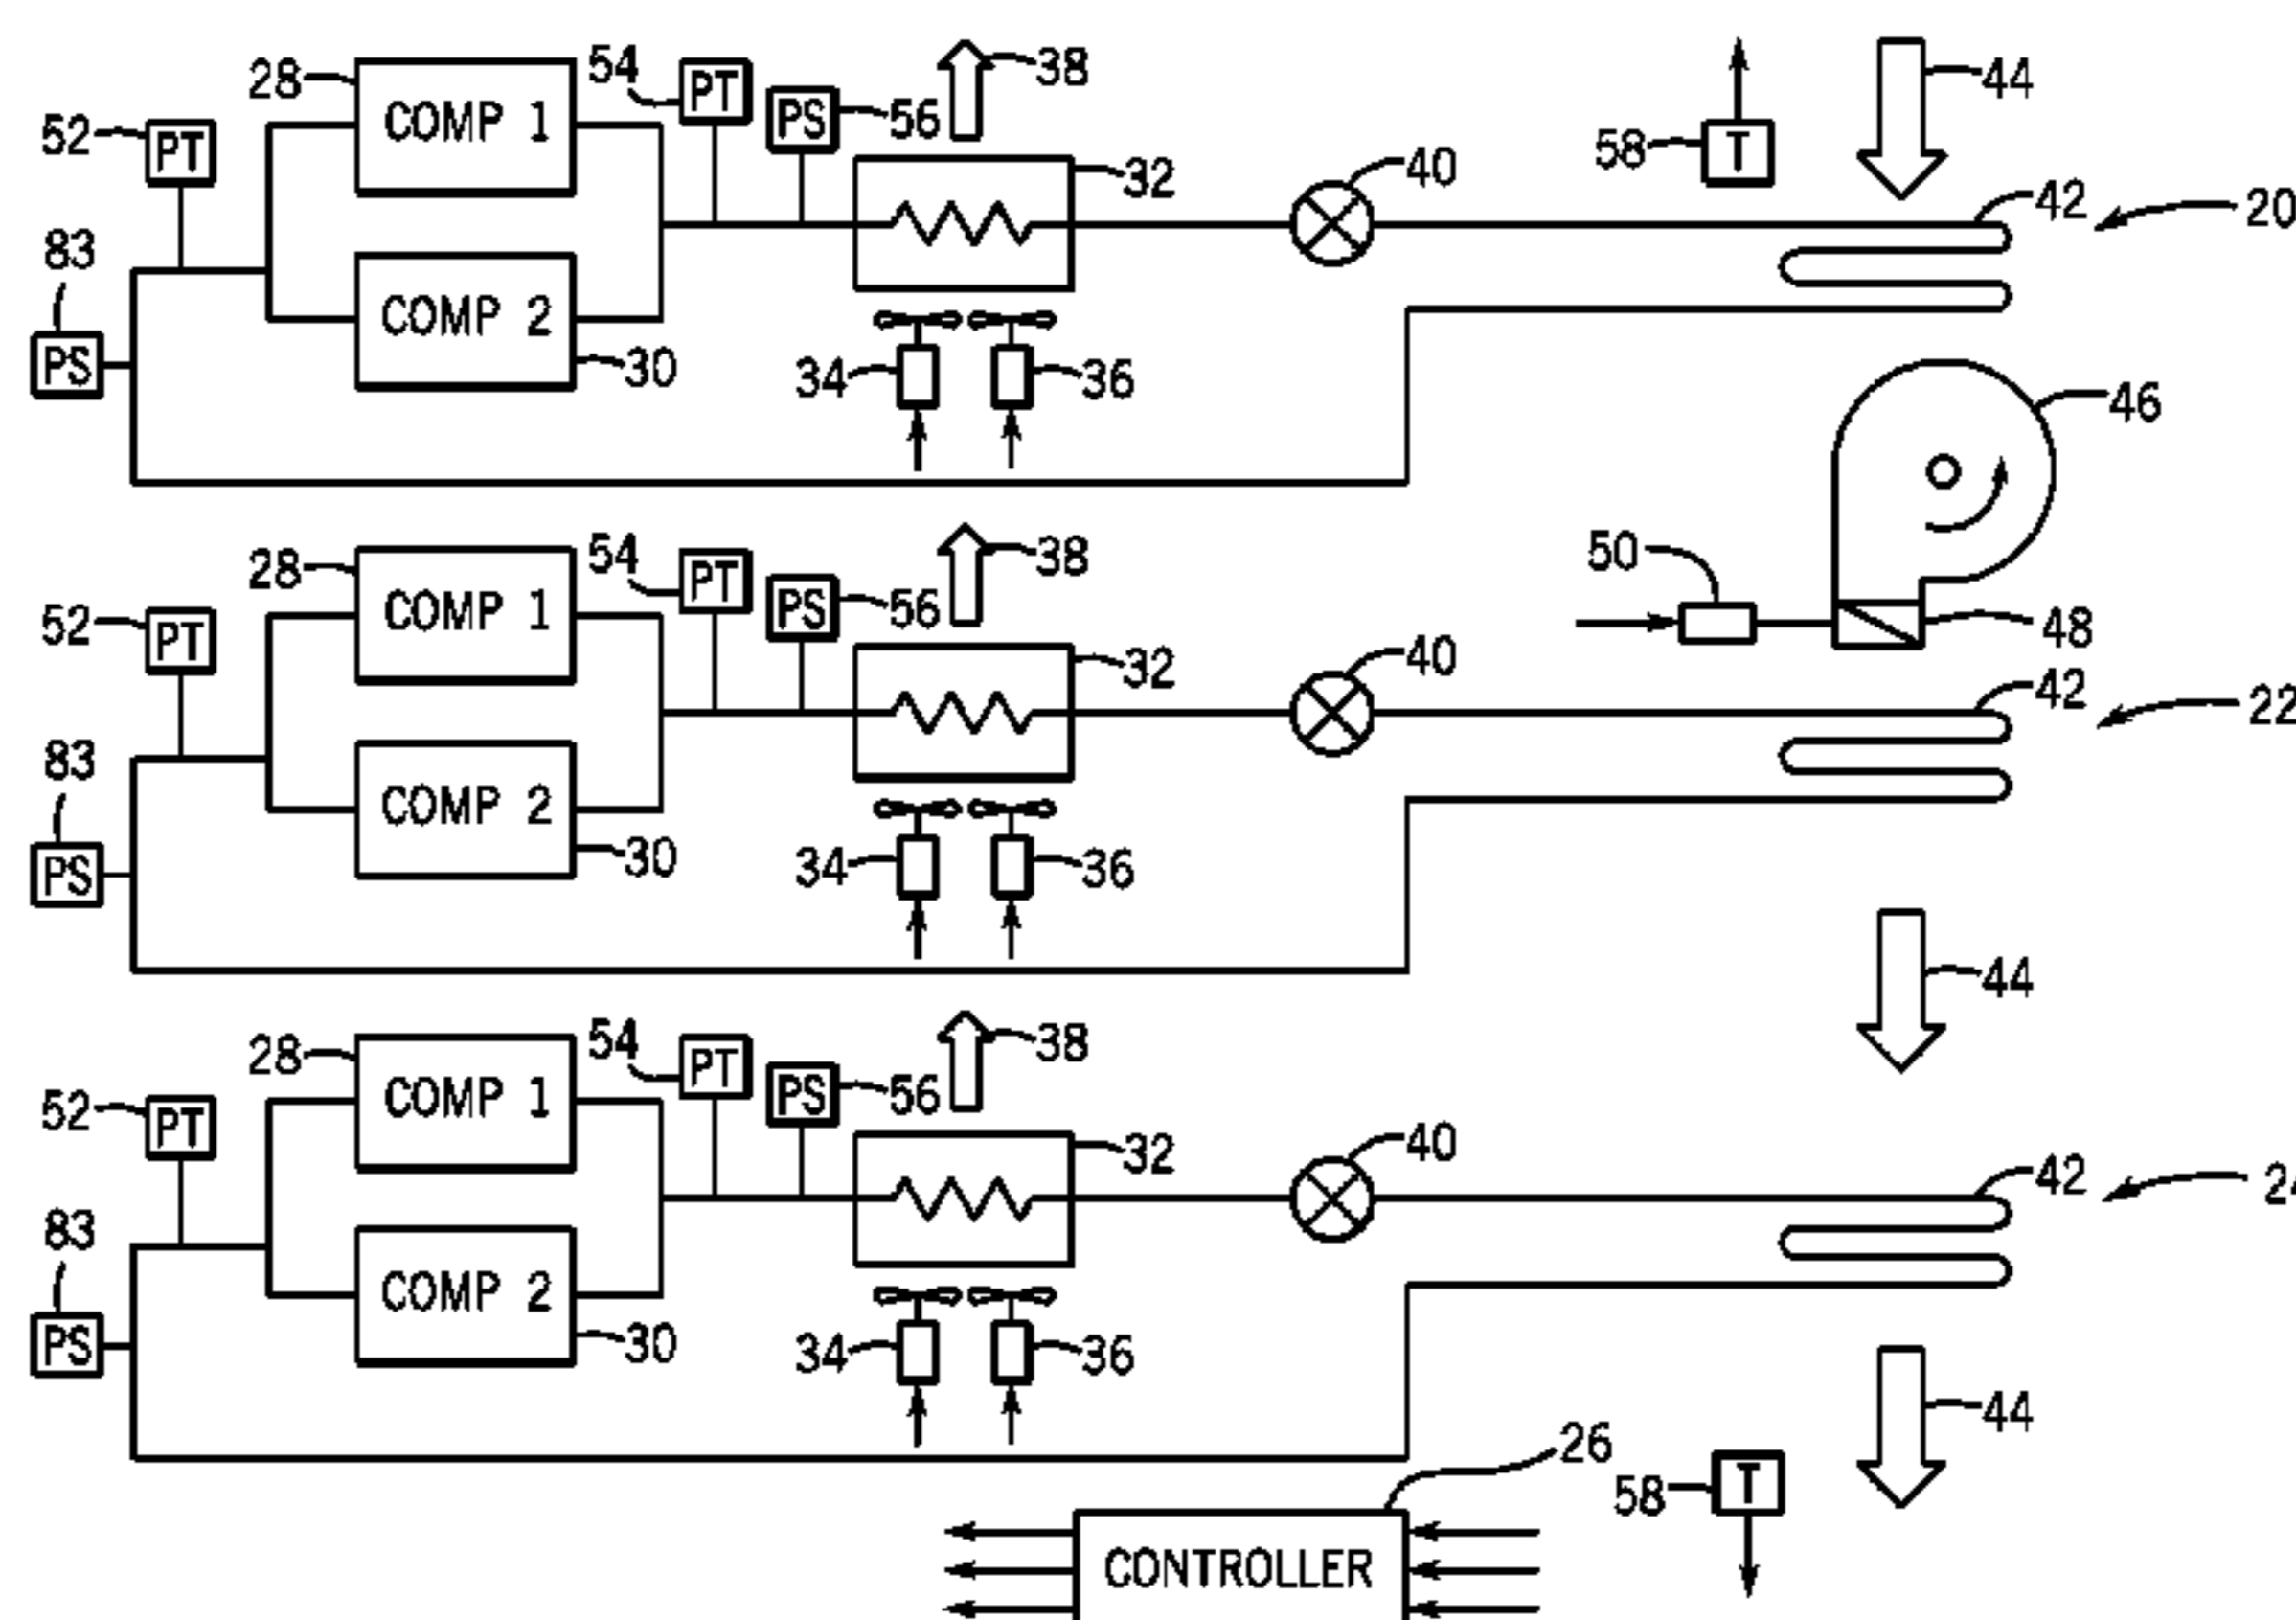 28 COMP 1 54 PT PS 56 38 58 T 44
52 PT 32 40 42 20
83 PS COMP 2 30 34 36 46
50 48
28 COMP 1 54 PT PS 56 38
52 PT 32 40 42 22
83 PS COMP 2 30 34 36 44
28 COMP 1 54 PT PS 56 38
52 PT 32 40 42
83 PS COMP 2 30 34 36 44
26 58 T
CONTROLLER